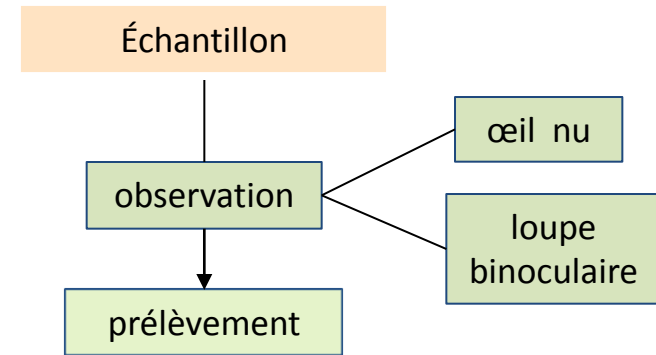 Échantillon
œil nu
observation
loupe
binoculaire
prélèvement